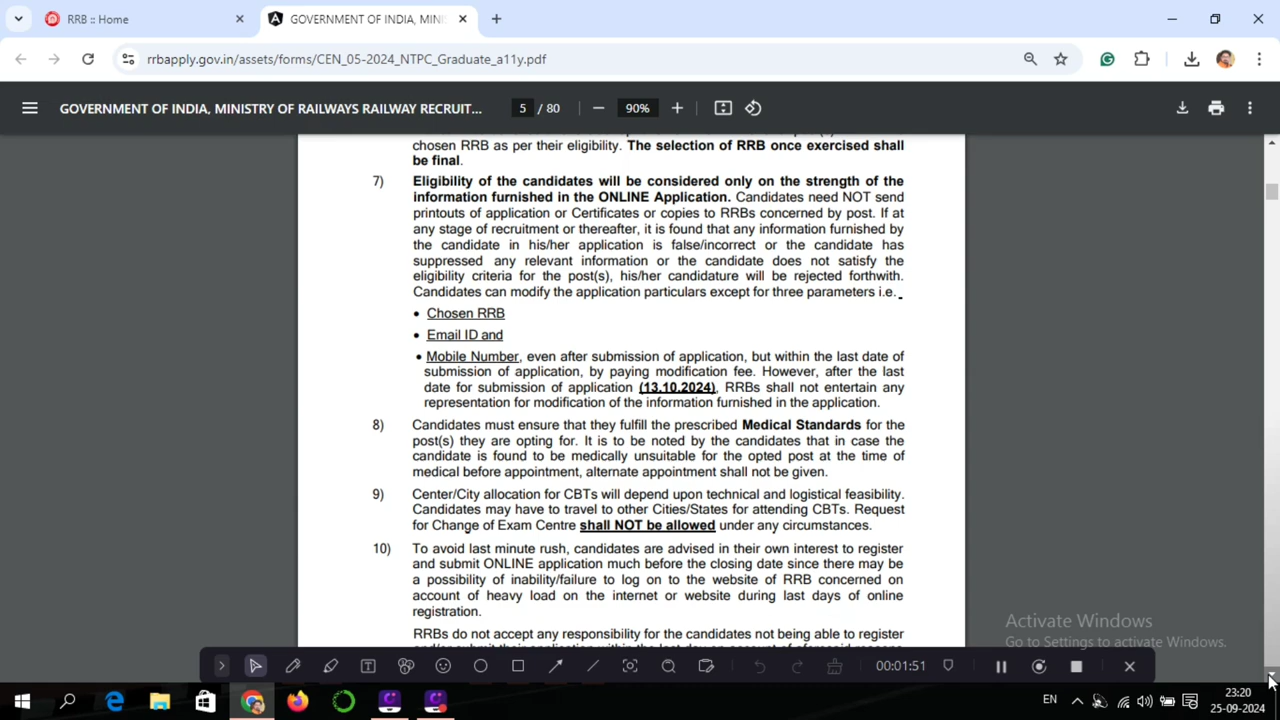 RRB :: Home
GOVERNMENT OF INDIA, MIN
rrbapply.gov.in/assets/forms/CEN_05-2024_NTPC_Graduate_a11y.pdf
GOVERNMENT OF INDIA, MINISTRY OF RAILWAYS RAILWAY RECRUIT...
5 / 80
90%
chosen RRB as per their eligibility. The selection of RRB once exercised shall
be final.
7) Eligibility of the candidates will be considered only on the strength of the
information furnished in the ONLINE Application. Candidates need NOT send
printouts of application or Certificates or copies to RRBs concerned by post. If at
any stage of recruitment or thereafter, it is found that any information furnished by
the candidate in his/her application is false/incorrect or the candidate has
suppressed any relevant information or the candidate does not satisfy the
eligibility criteria for the post(s), his/her candidature will be rejected forthwith.
Candidates can modify the application particulars except for three parameters i.e.
• Chosen RRB
• Email ID and
• Mobile Number, even after submission of application, but within the last date of
submission of application, by paying modification fee. However, after the last
date for submission of application (13.10.2024), RRBs shall not entertain any
representation for modification of the information furnished in the application.
8) Candidates must ensure that they fulfill the prescribed Medical Standards for the
post(s) they are opting for. It is to be noted by the candidates that in case the
candidate is found to be medically unsuitable for the opted post at the time of
medical before appointment, alternate appointment shall not be given.
9) Center/City allocation for CBTs will depend upon technical and logistical feasibility.
Candidates may have to travel to other Cities/States for attending CBTs. Request
for Change of Exam Centre shall NOT be allowed under any circumstances.
10) To avoid last minute rush, candidates are advised in their own interest to register
and submit ONLINE application much before the closing date since there may be
a possibility of inability/failure to log on to the website of RRB concerned on
account of heavy load on the internet or website during last days of online
registration.
RRBs do not accept any responsibility for the candidates not being able to register
Activate Windows
Go to Settings to activate Windows.
00:01:51
EN
23:20
25-09-2024